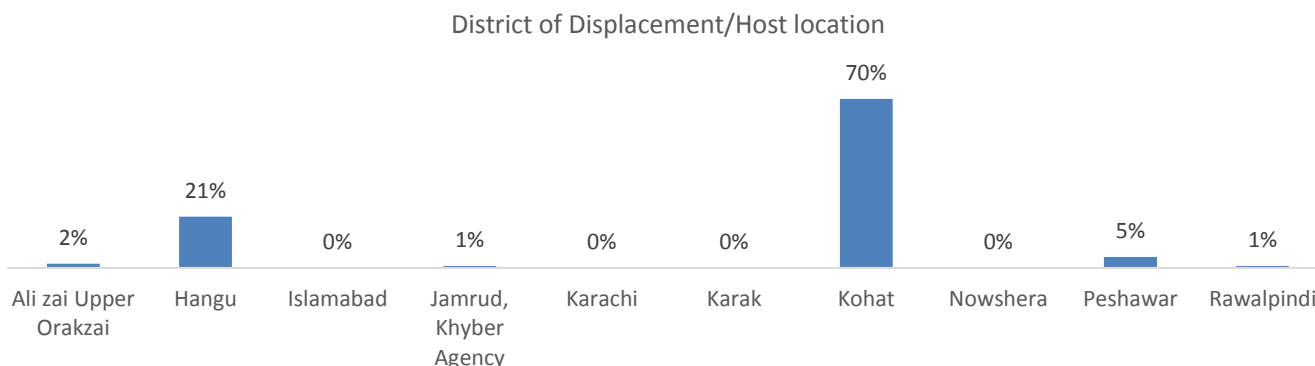 District of Displacement/Host location
70%
21%
2%
0%
1%
0%
0%
0%
5%
1%
Ali zai Upper
Orakzai
Hangu
Islamabad
Jamrud,
Khyber
Agency
Karachi
Karak
Kohat
Nowshera
Peshawar
Rawalpindi